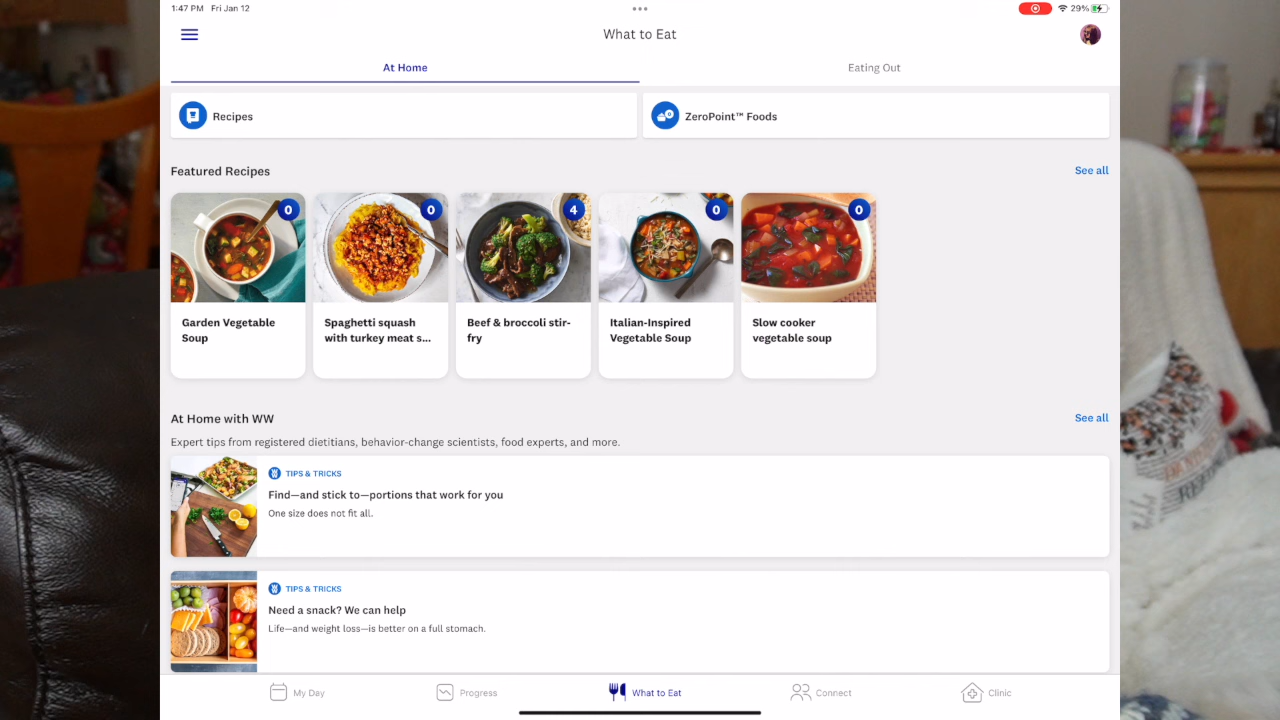 1:47 PM Fri Jan 12
29%
What to Eat
At Home
Eating Out
Recipes
ZeroPoint™ Foods
Featured Recipes
See all
0
0
4
0
0
Garden Vegetable
Soup
Spaghetti squash
with turkey meat s...
Beef & broccoli stir-
fry
Italian-Inspired
Vegetable Soup
Slow cooker
vegetable soup
At Home with WW
See all
Expert tips from registered dietitians, behavior-change scientists, food experts, and more.
TIPS & TRICKS
Find—and stick to—portions that work for you
One size does not fit all.
TIPS & TRICKS
Need a snack? We can help
Life—and weight loss—is better on a full stomach.
My Day
Progress
What to Eat
Connect
Clinic